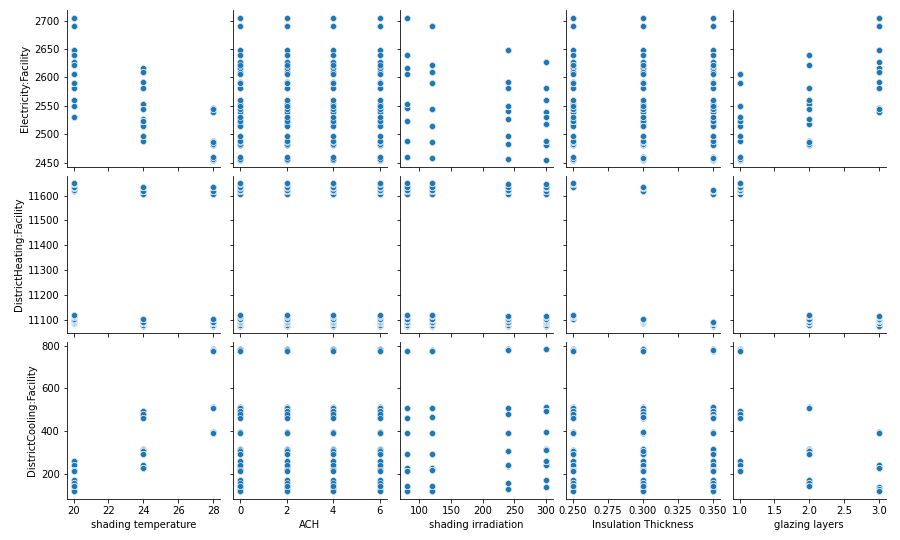 2700
2650
2600
2550
2500
2450
Electricity:Facility
11600
11500
11400
11300
11200
11100
DistrictHeating:Facility
800
600
400
200
DistrictCooling:Facility
20 22 24 26 28
0 2 4 6
100 150 200 250 300
0.250 0.275 0.300 0.325 0.350
1.0 1.5 2.0 2.5 3.0
shading temperature
ACH
shading irradiation
Insulation Thickness
glazing layers